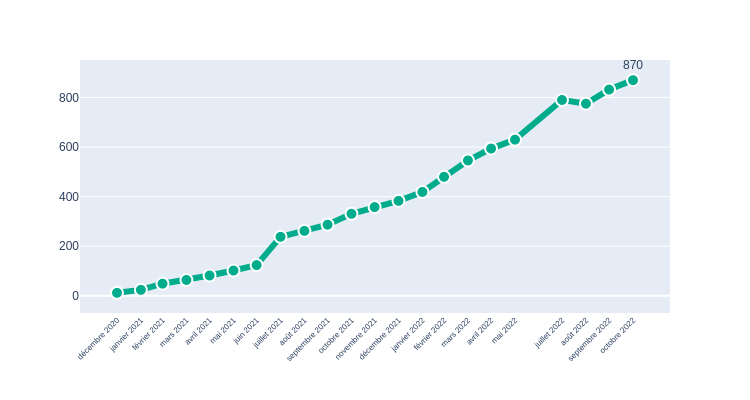 870
800
600
400
200
0
décembre 2020
janvier 2021
février 2021
mars 2021
avril 2021
mai 2021
juin 2021
juillet 2021
août 2021
septembre 2021
octobre 2021
novembre 2021
décembre 2021
janvier 2022
février 2022
mars 2022
avril 2022
mai 2022
juillet 2022
août 2022
septembre 2022
octobre 2022